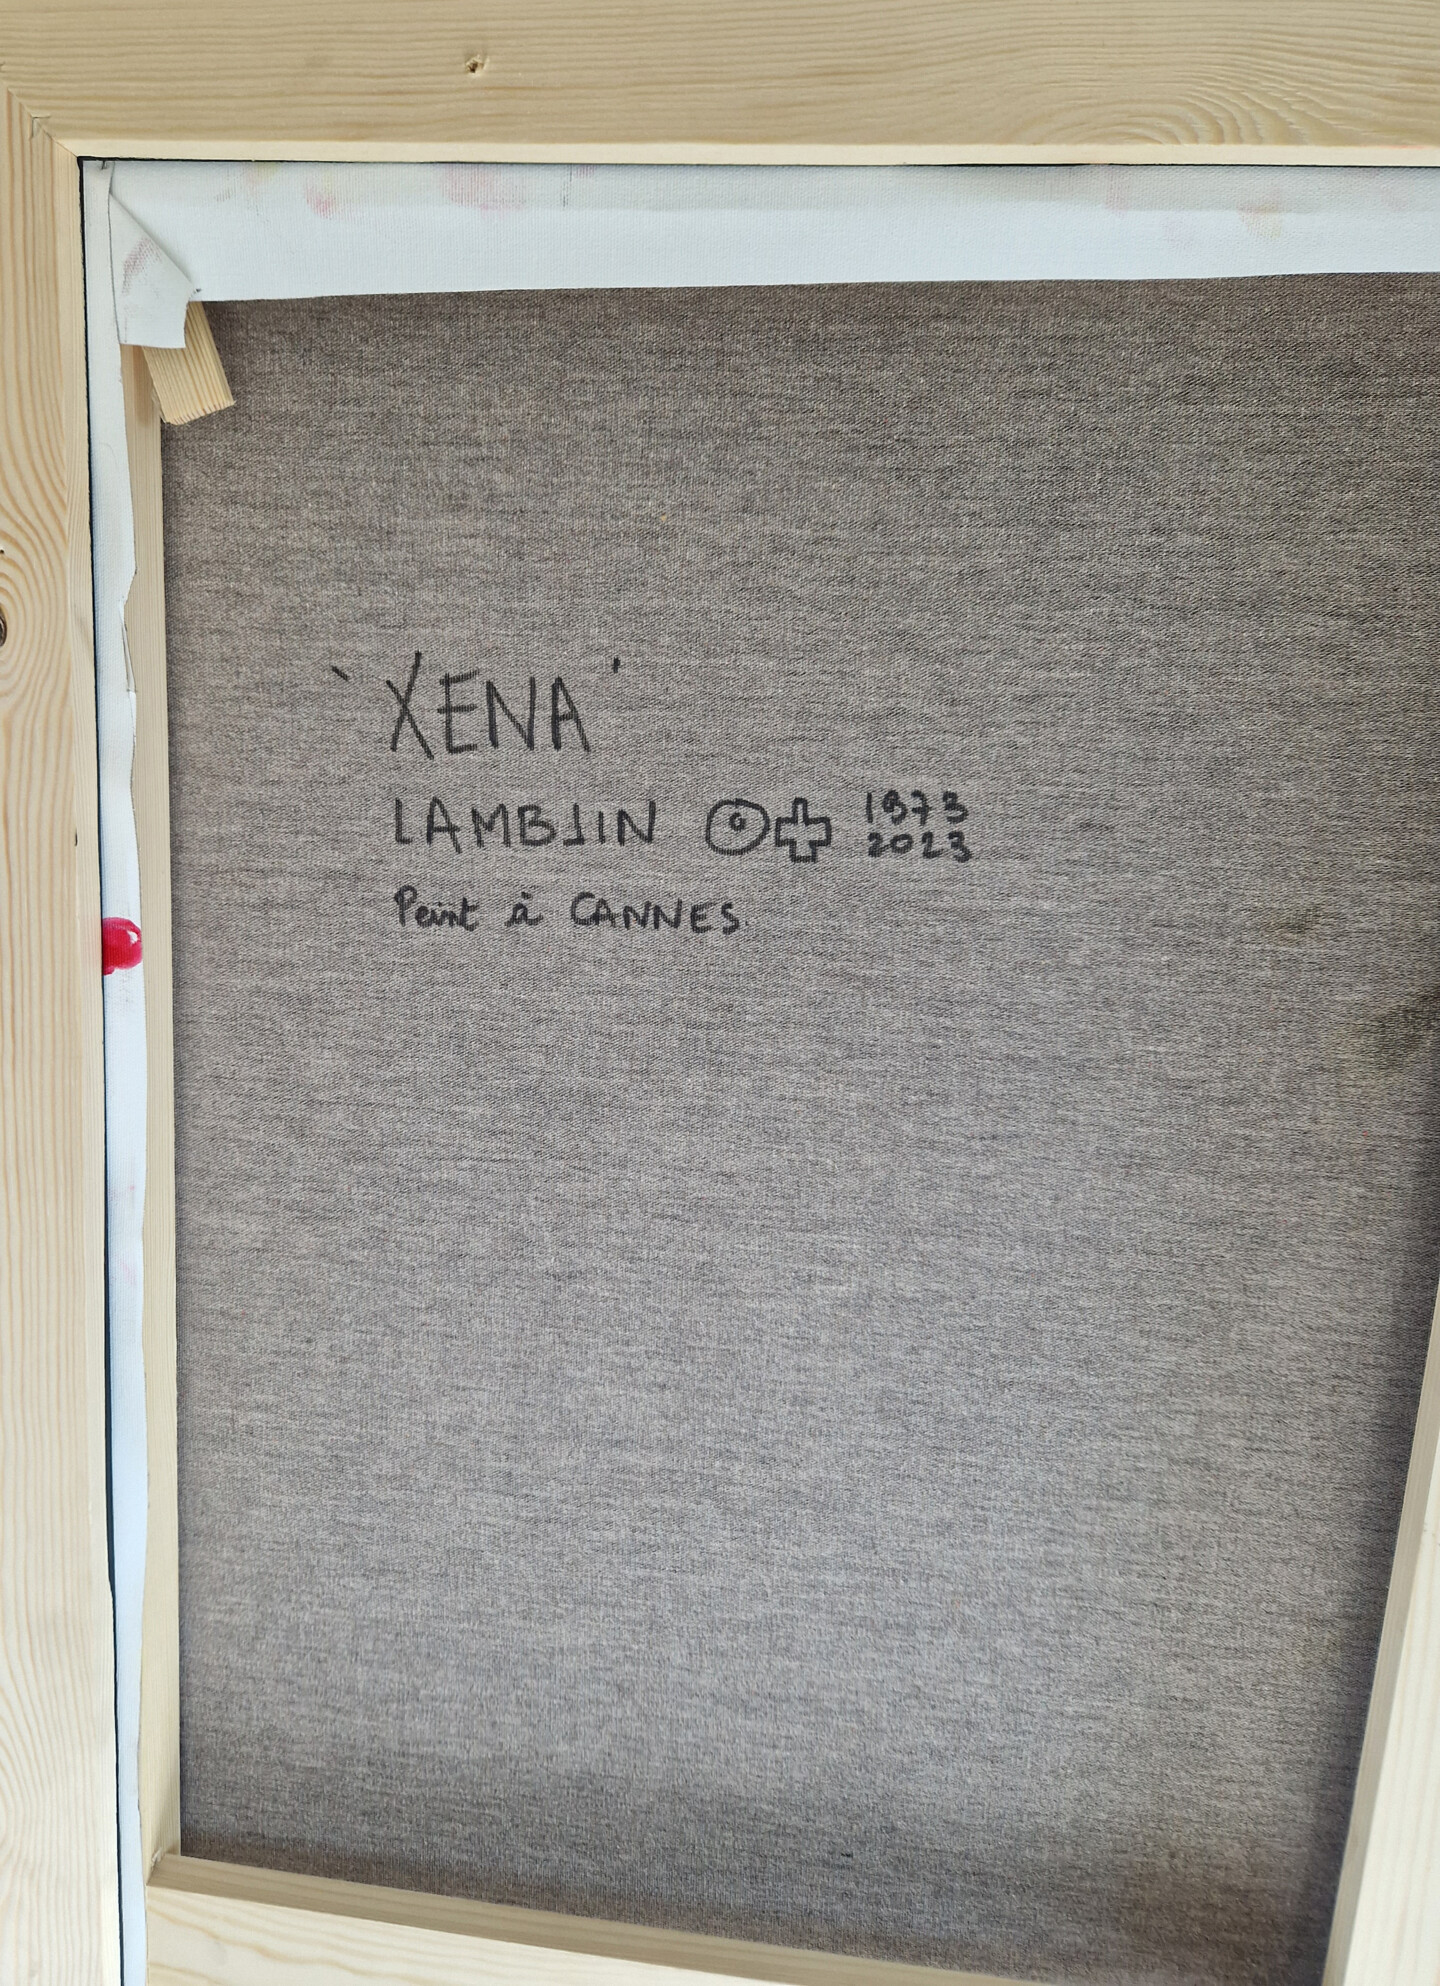 'XENA'
LAMBLIN 1973
2023
Peint à CANNES.